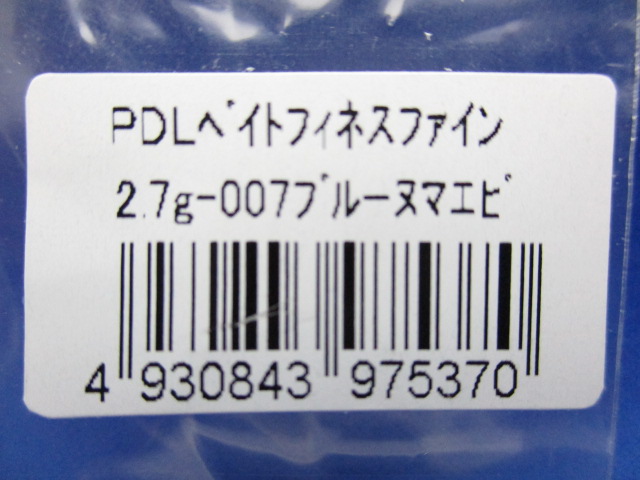 PDLﾍﾞｲﾄﾌｨﾈｽﾌｧｲﾝ
2.7g-007ﾌﾞﾙｰﾇﾏｴﾋﾞ
4 930843 975370